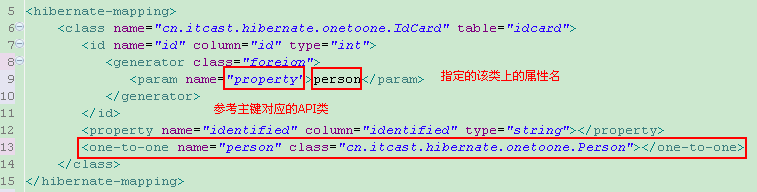 5 <hibernate-mapping>
6 <class name="cn.itcast.hibernate.onetoone.IdCard" table="idcard">
7 <id name="id" column="id" type="int">
8 <generator class="foreign">
9 <param name="property">person</param> 指定的该类上的属性名
10 </generator>
11 </id> 参考主键对应的API类
12 <property name="identified" column="identified" type="string"></property>
13 <one-to-one name="person" class="cn.itcast.hibernate.onetoone.Person"></one-to-one>
14 </class>
15 </hibernate-mapping>